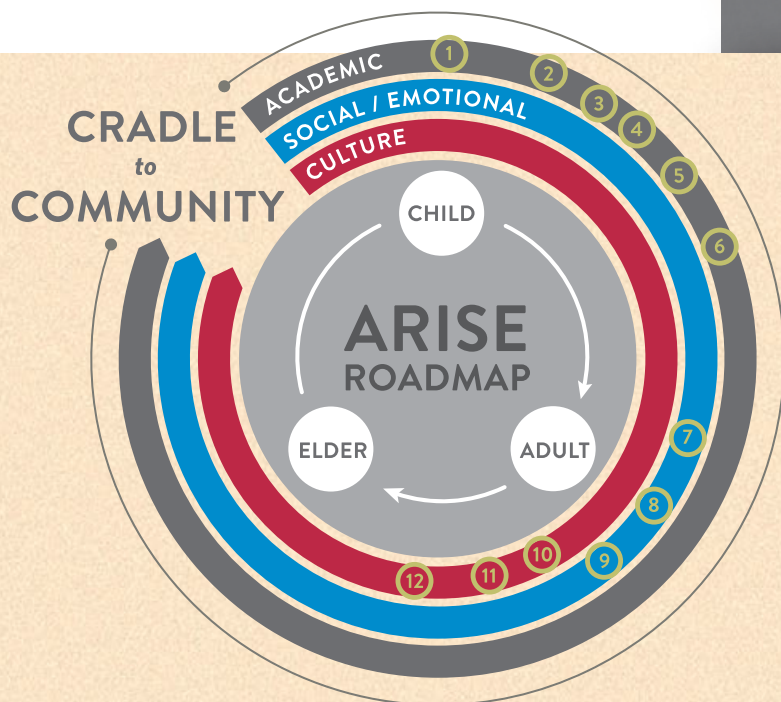 CRADLE
to
COMMUNITY
ACADEMIC
SOCIAL / EMOTIONAL
CULTURE
1
2
3
4
5
6
7
8
9
10
11
12
CHILD
ARISE
ROADMAP
ELDER
ADULT